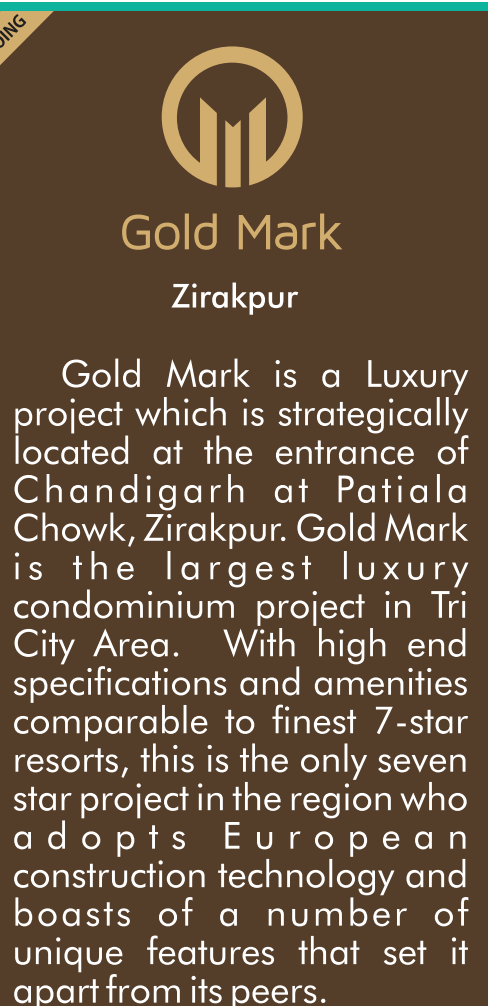 Gold Mark
Zirakpur
Gold Mark is a Luxury
project which is strategically
located at the entrance of
Chandigarh at Patiala
Chowk, Zirakpur. Gold Mark
is the largest luxury
condominium project in Tri
City Area. With high end
specifications and amenities
comparable to finest 7-star
resorts, this is the only seven
star project in the region who
adopts European
construction technology and
boasts of a number of
unique features that set it
apart from its peers.